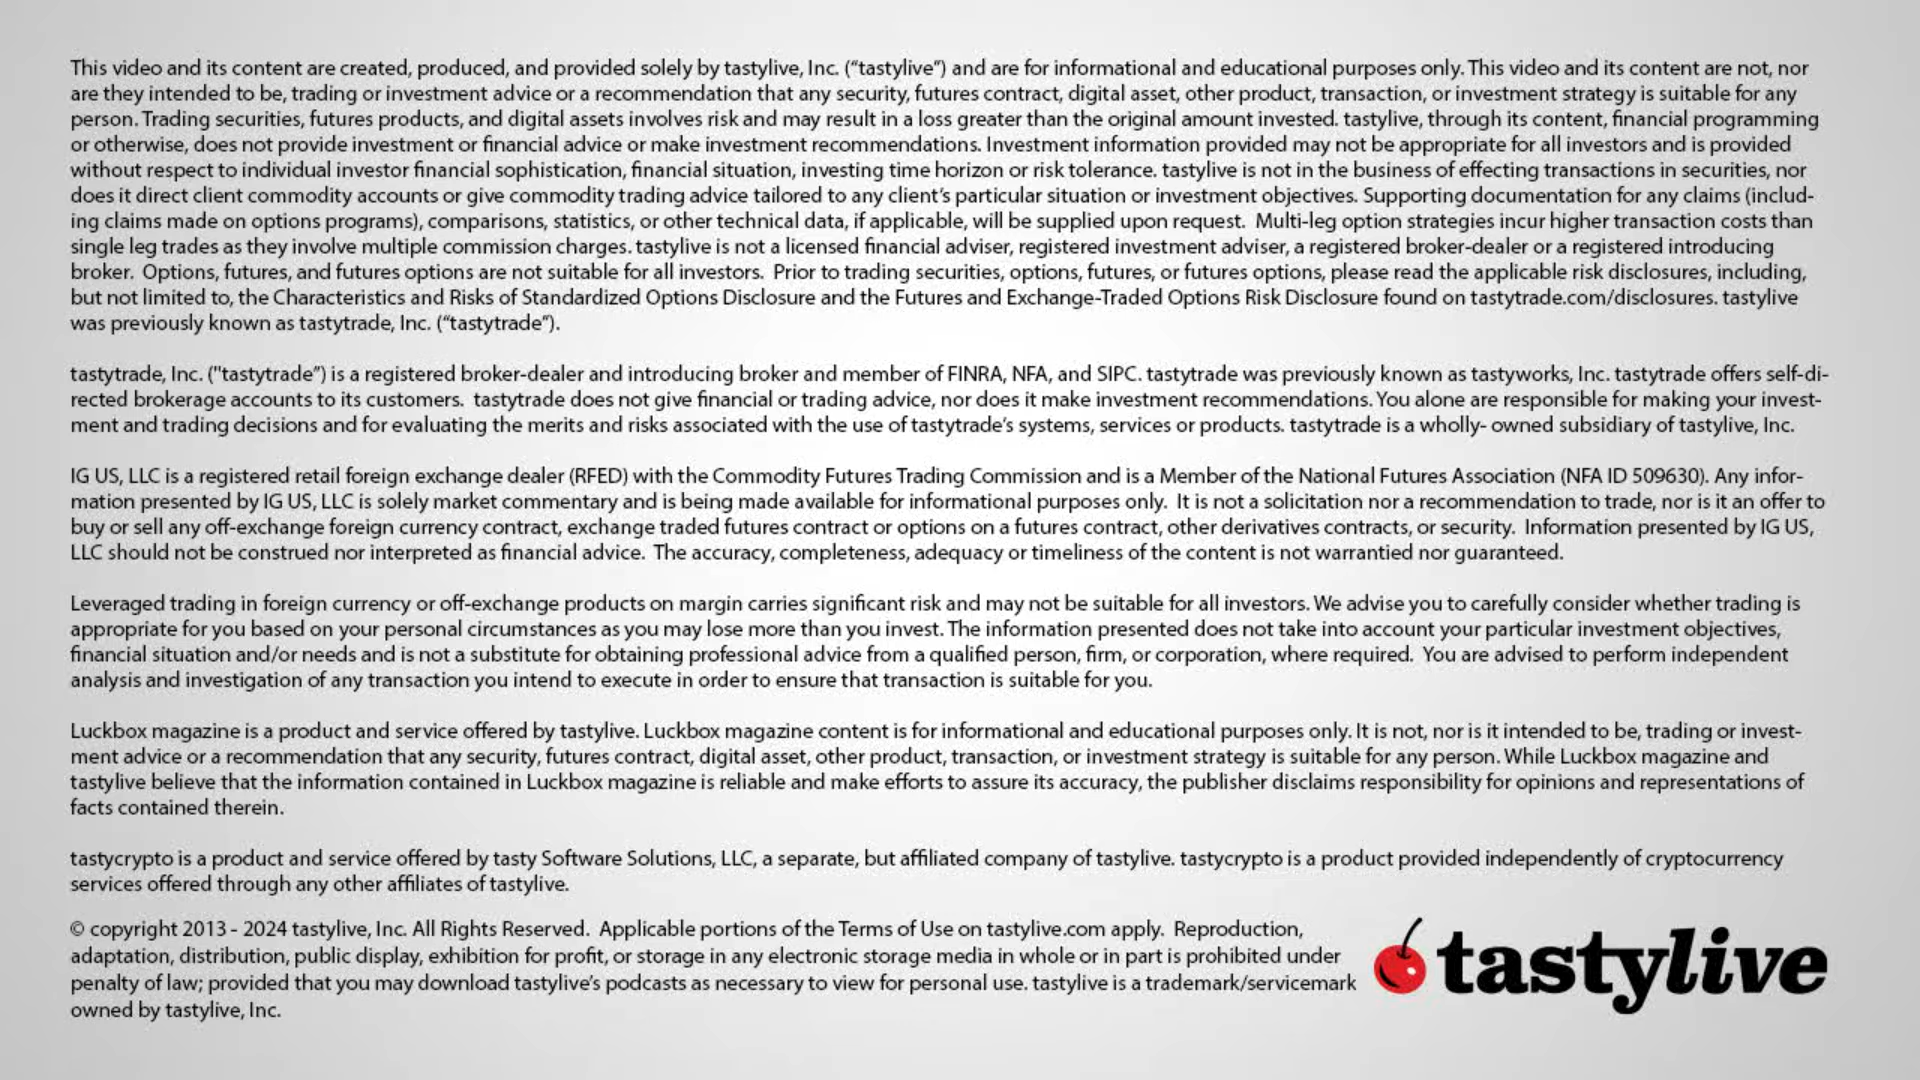 This video and its content are created, produced, and provided solely by tastylive, Inc. (“tastylive”) and are for informational and educational purposes only. This video and its content are not, nor
are they intended to be, trading or investment advice or a recommendation that any security, futures contract, digital asset, other product, transaction, or investment strategy is suitable for any
person. Trading securities, futures products, and digital assets involves risk and may result in a loss greater than the original amount invested. tastylive, through its content, financial programming
or otherwise, does not provide investment or financial advice or make investment recommendations. Investment information provided may not be appropriate for all investors and is provided
without respect to individual investor financial sophistication, financial situation, investing time horizon or risk tolerance. tastylive is not in the business of effecting transactions in securities, nor
does it direct client commodity accounts or give commodity trading advice tailored to any client’s particular situation or investment objectives. Supporting documentation for any claims (includ-
ing claims made on options programs), comparisons, statistics, or other technical data, if applicable, will be supplied upon request.  Multi-leg option strategies incur higher transaction costs than
single leg trades as they involve multiple commission charges. tastylive is not a licensed financial adviser, registered investment adviser, a registered broker-dealer or a registered introducing
broker.  Options, futures, and futures options are not suitable for all investors.  Prior to trading securities, options, futures, or futures options, please read the applicable risk disclosures, including,
but not limited to, the Characteristics and Risks of Standardized Options Disclosure and the Futures and Exchange-Traded Options Risk Disclosure found on tastytrade.com/disclosures. tastylive
was previously known as tastytrade, Inc. (“tastytrade”).
tastytrade, Inc. ("tastytrade”) is a registered broker-dealer and introducing broker and member of FINRA, NFA, and SIPC. tastytrade was previously known as tastyworks, Inc. tastytrade offers self-di-
rected brokerage accounts to its customers.  tastytrade does not give financial or trading advice, nor does it make investment recommendations. You alone are responsible for making your invest-
ment and trading decisions and for evaluating the merits and risks associated with the use of tastytrade’s systems, services or products. tastytrade is a wholly- owned subsidiary of tastylive, Inc.
IG US, LLC is a registered retail foreign exchange dealer (RFED) with the Commodity Futures Trading Commission and is a Member of the National Futures Association (NFA ID 509630). Any infor-
mation presented by IG US, LLC is solely market commentary and is being made available for informational purposes only.  It is not a solicitation nor a recommendation to trade, nor is it an offer to
buy or sell any off-exchange foreign currency contract, exchange traded futures contract or options on a futures contract, other derivatives contracts, or security.  Information presented by IG US,
LLC should not be construed nor interpreted as financial advice.  The accuracy, completeness, adequacy or timeliness of the content is not warrantied nor guaranteed.
Leveraged trading in foreign currency or off-exchange products on margin carries significant risk and may not be suitable for all investors. We advise you to carefully consider whether trading is
appropriate for you based on your personal circumstances as you may lose more than you invest. The information presented does not take into account your particular investment objectives,
financial situation and/or needs and is not a substitute for obtaining professional advice from a qualified person, firm, or corporation, where required.  You are advised to perform independent
analysis and investigation of any transaction you intend to execute in order to ensure that transaction is suitable for you.
Luckbox magazine is a product and service offered by tastylive. Luckbox magazine content is for informational and educational purposes only. It is not, nor is it intended to be, trading or invest-
ment advice or a recommendation that any security, futures contract, digital asset, other product, transaction, or investment strategy is suitable for any person. While Luckbox magazine and
tastylive believe that the information contained in Luckbox magazine is reliable and make efforts to assure its accuracy, the publisher disclaims responsibility for opinions and representations of
facts contained therein.
tastycrypto is a product and service offered by tasty Software Solutions, LLC, a separate, but affiliated company of tastylive. tastycrypto is a product provided independently of cryptocurrency
services offered through any other affiliates of tastylive.
© copyright 2013 - 2024 tastylive, Inc. All Rights Reserved.  Applicable portions of the Terms of Use on tastylive.com apply.  Reproduction,
adaptation, distribution, public display, exhibition for profit, or storage in any electronic storage media in whole or in part is prohibited under
penalty of law; provided that you may download tastylive’s podcasts as necessary to view for personal use. tastylive is a trademark/servicemark
owned by tastylive, Inc.
tastylive